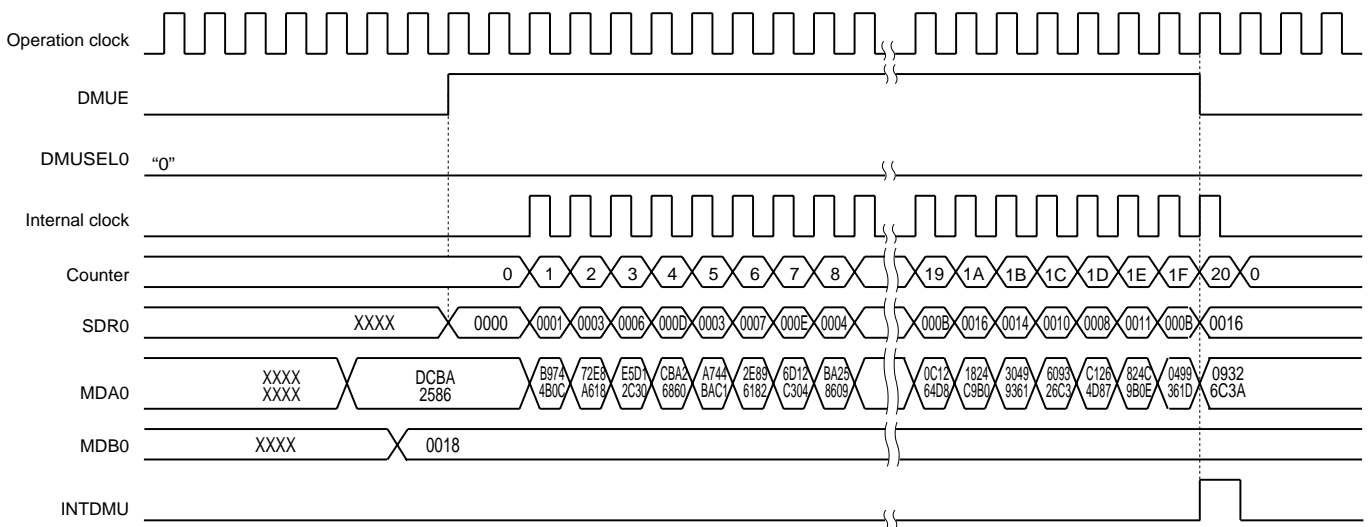 Operation clock
DMUE
DMUSEL0 “0”
Internal clock
Counter 0 1 2 3 4 5 6 7 8 19 1A 1B 1C 1D 1E 1F 20 0
SDR0 XXXX 0000 0001 0003 0006 000D 0003 0007 000E 0004 000B 0016 0014 0010 0008 0011 000B 0016
MDA0
XXXX DCBA B974 72E8 E5D1 CBA2 A744 2E89 6D12 BA25 0C12 1824 3049 6093 C126 824C 0499 0932
XXXX 2586 4B0C A618 2C30 6860 BAC1 6182 C304 8609 64D8 C9B0 9361 26C3 4D87 9B0E 361D 6C3A
MDB0 XXXX 0018
INTDMU